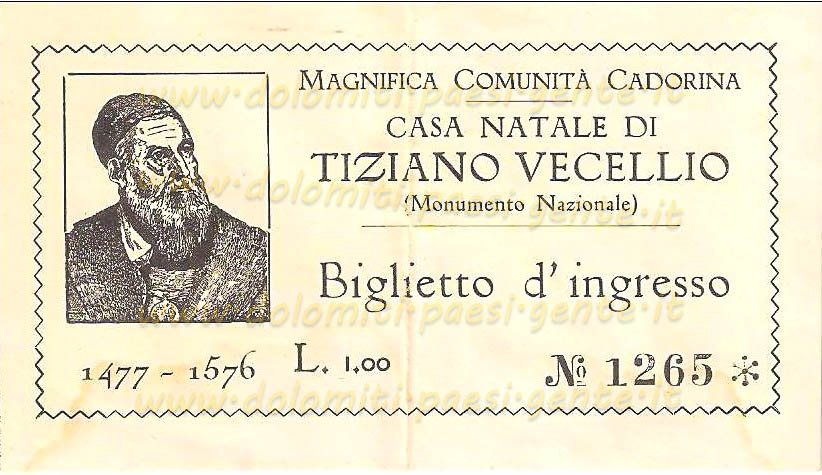 MAGNIFICA COMUNITÀ CADORINA
www.dolomiti-paesi-gente.it
CASA NATALE DI
TIZIANO VECELLIO
www.dolomiti-paesi-gente.it
(Monumento Nazionale)
Biglietto d'ingresso
www.dolomiti-paesi-gente.it
1477 - 1576 L. 1.00 Nº 1265 *
www.dolomiti-paesi-gente.it